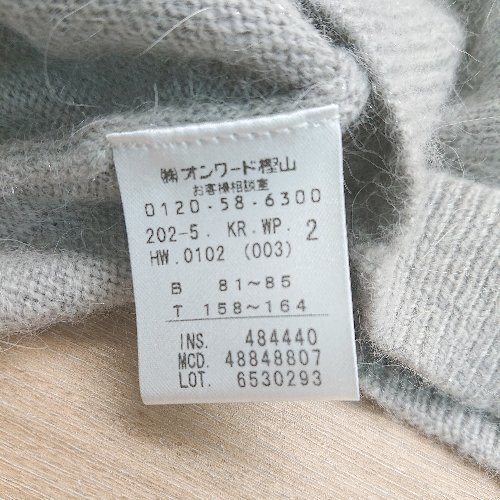 ㈱オンワード樫山
お客様相談室
0120・58・6300
202-5. KR.WP. 2
HW.0102 (003)
B 81～85
T 158～164
INS. 484440
MCD. 48848807
LOT. 6530293